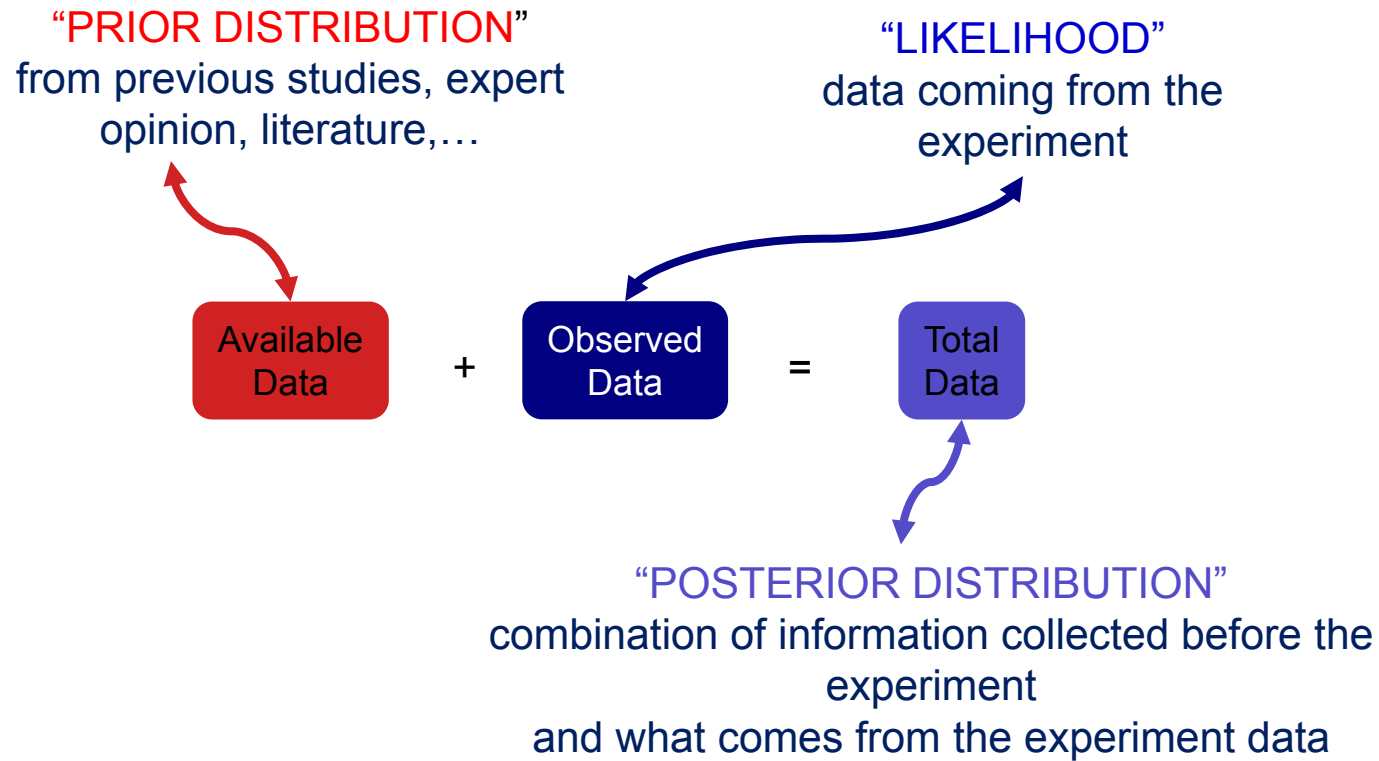 “PRIOR DISTRIBUTION”
from previous studies, expert
opinion, literature,…
“LIKELIHOOD”
data coming from the
experiment
Available
Data
+
Observed
Data
=
Total
Data
“POSTERIOR DISTRIBUTION”
combination of information collected before the
experiment
and what comes from the experiment data